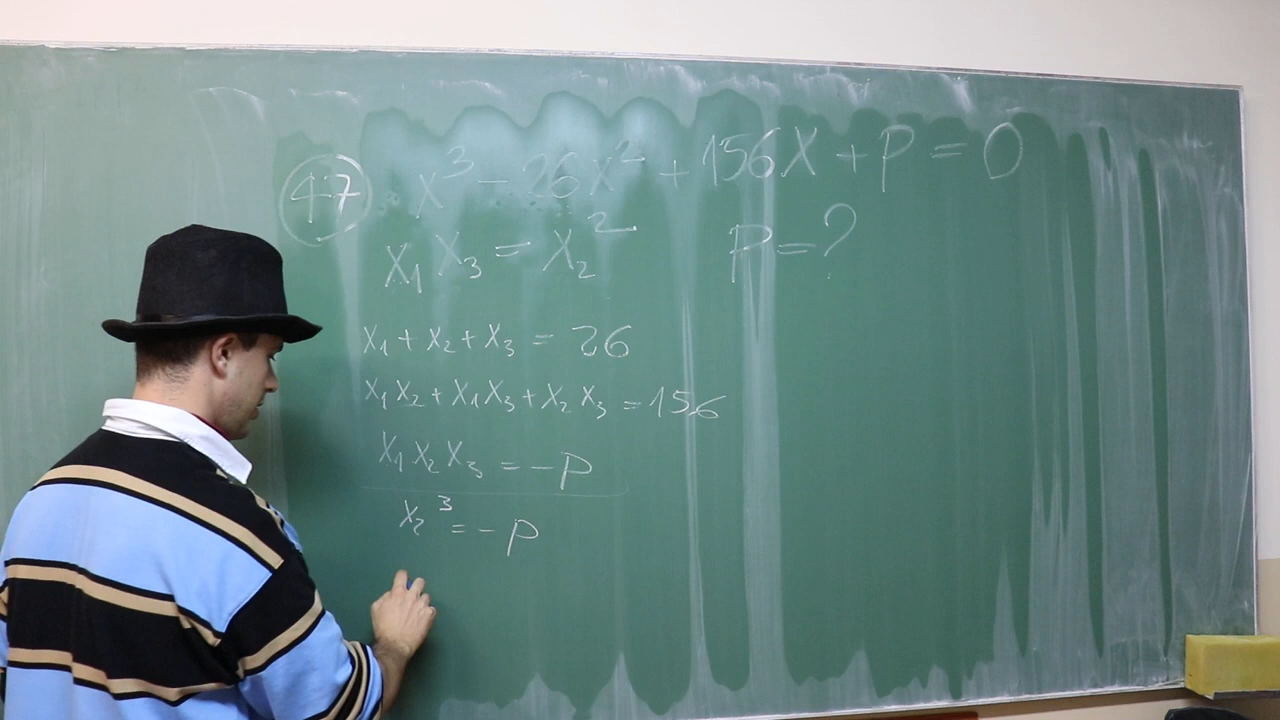 47. x³ - 26x² + 156x + p = 0
x₁x₃ = x₂² p = ?
x₁ + x₂ + x₃ = 26
x₁x₂ + x₁x₃ + x₂x₃ = 156
x₁x₂x₃ = -p
x₂³ = -p